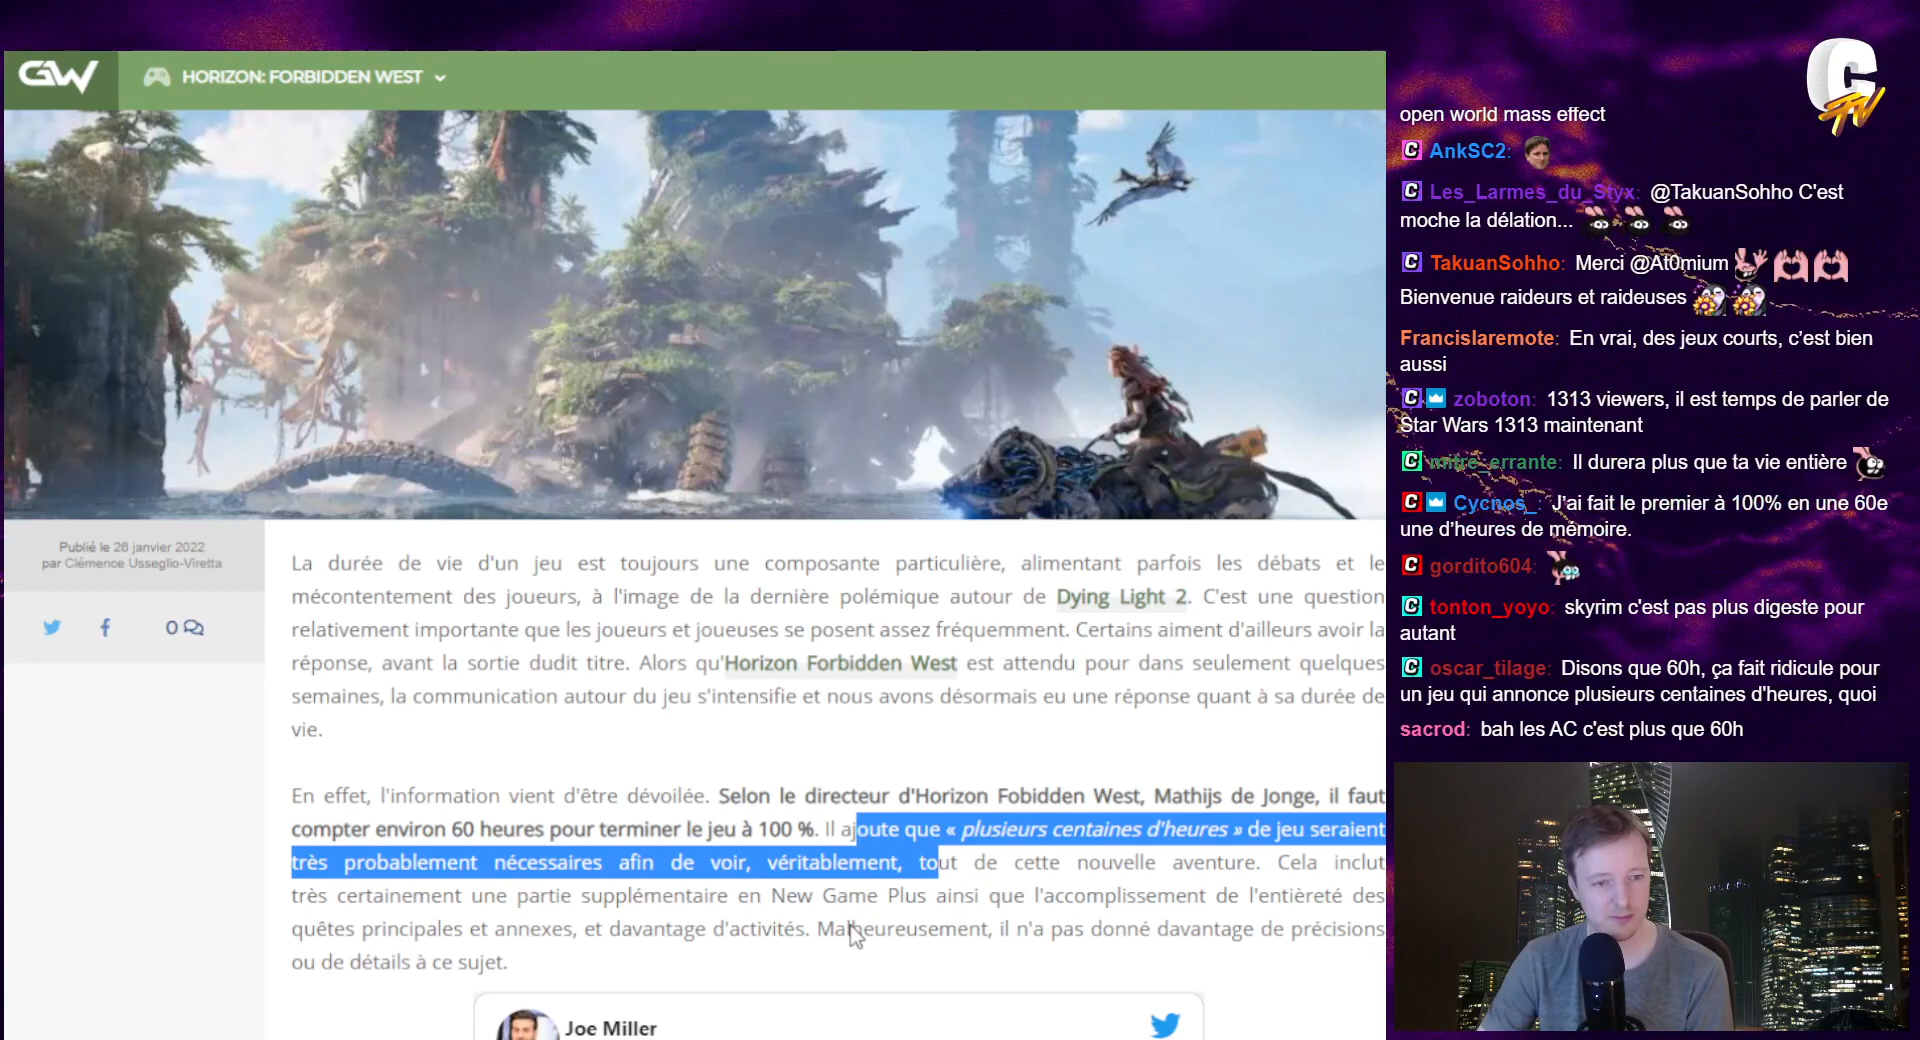 GW
HORIZON: FORBIDDEN WEST
Publié le 26 janvier 2022
par Clémence Usseglio-Viretta
0
La durée de vie d'un jeu est toujours une composante particulière, alimentant parfois les débats et le
mécontentement des joueurs, à l'image de la dernière polémique autour de Dying Light 2. C'est une question
relativement importante que les joueurs et joueuses se posent assez fréquemment. Certains aiment d'ailleurs avoir la
réponse, avant la sortie dudit titre. Alors qu'Horizon Forbidden West est attendu pour dans seulement quelques
semaines, la communication autour du jeu s'intensifie et nous avons désormais eu une réponse quant à sa durée de
vie.
En effet, l'information vient d'être dévoilée. Selon le directeur d'Horizon Fobidden West, Mathijs de Jonge, il faut
compter environ 60 heures pour terminer le jeu à 100 %. Il ajoute que « plusieurs centaines d'heures » de jeu seraient
très probablement nécessaires afin de voir, véritablement, tout de cette nouvelle aventure. Cela inclut
très certainement une partie supplémentaire en New Game Plus ainsi que l'accomplissement de l'entièreté des
quêtes principales et annexes, et davantage d'activités. Malheureusement, il n'a pas donné davantage de précisions
ou de détails à ce sujet.
Joe Miller
C
TV
open world mass effect
AnkSC2:
Les_Larmes_du_Styx: @TakuanSohho C'est
moche la délation...
TakuanSohho: Merci @At0mium
Bienvenue raideurs et raideuses
Francislaremote: En vrai, des jeux courts, c’est bien
aussi
zoboton: 1313 viewers, il est temps de parler de
Star Wars 1313 maintenant
mitre_errante: Il durera plus que ta vie entière
Cycnos_: J’ai fait le premier à 100% en une 60e
une d’heures de mémoire.
gordito604:
tonton_yoyo: skyrim c'est pas plus digeste pour
autant
oscar_tilage: Disons que 60h, ça fait ridicule pour
un jeu qui annonce plusieurs centaines d'heures, quoi
sacrod: bah les AC c'est plus que 60h